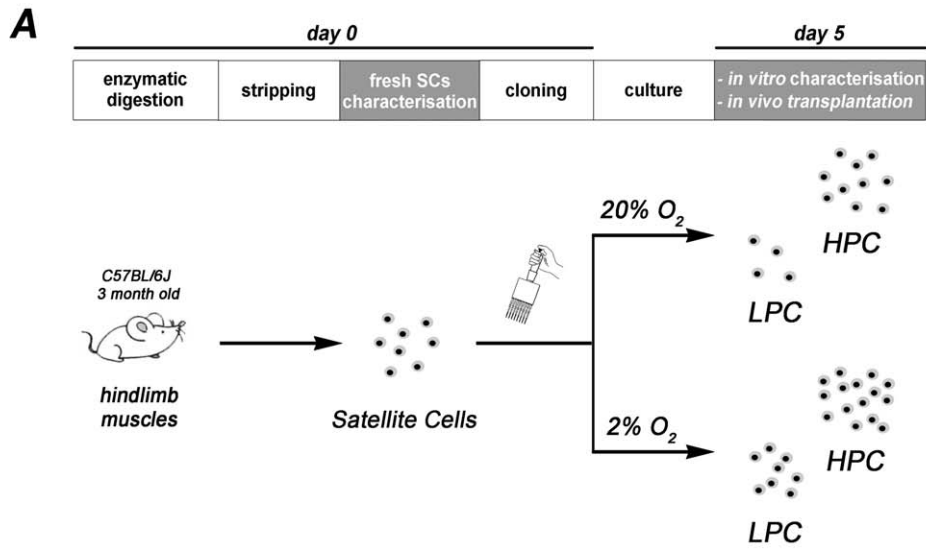 A
day 0
day 5
enzymatic
digestion
stripping
fresh SCs
characterisation
cloning
culture
- in vitro characterisation
- in vivo transplantation
20% O2
HPC
LPC
C57BL/6J
3 month old
hindlimb
muscles
Satellite Cells
2% O2
HPC
LPC